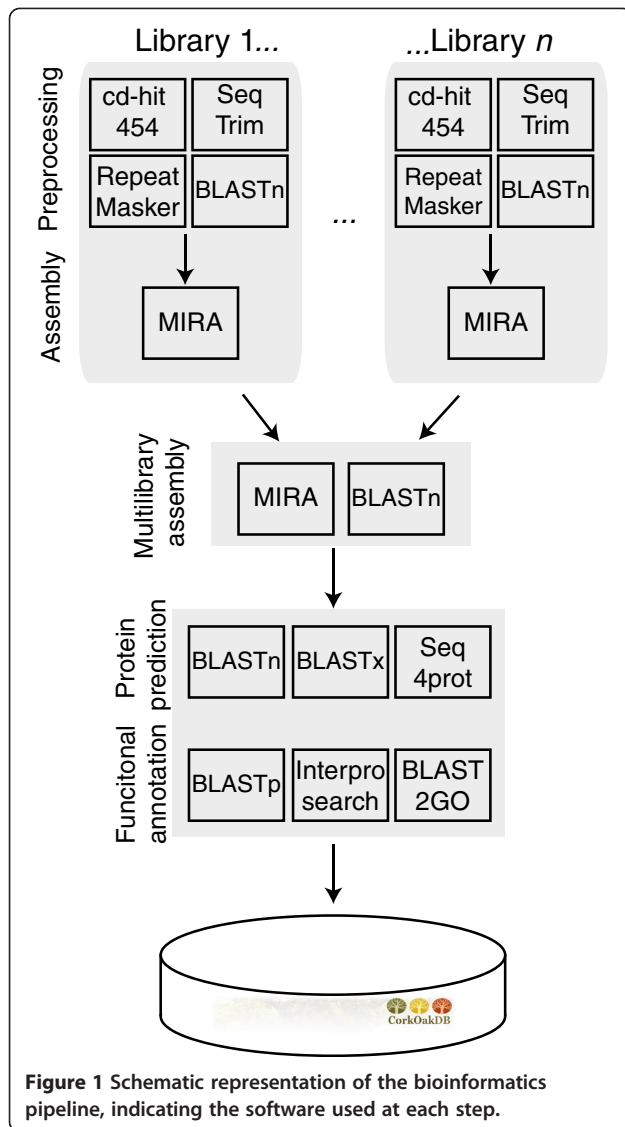 Library 1...
...Library n
Preprocessing
cd-hit
454
Seq
Trim
Repeat
Masker
BLASTn
...
cd-hit
454
Seq
Trim
Repeat
Masker
BLASTn
Assembly
MIRA
MIRA
Multilibrary
assembly
MIRA
BLASTn
Protein
prediction
BLASTn
BLASTx
Seq
4prot
Funcitonal
annotation
BLASTp
Interpro
search
BLAST
2GO
CorkOakDB
Figure 1 Schematic representation of the bioinformatics
pipeline, indicating the software used at each step.